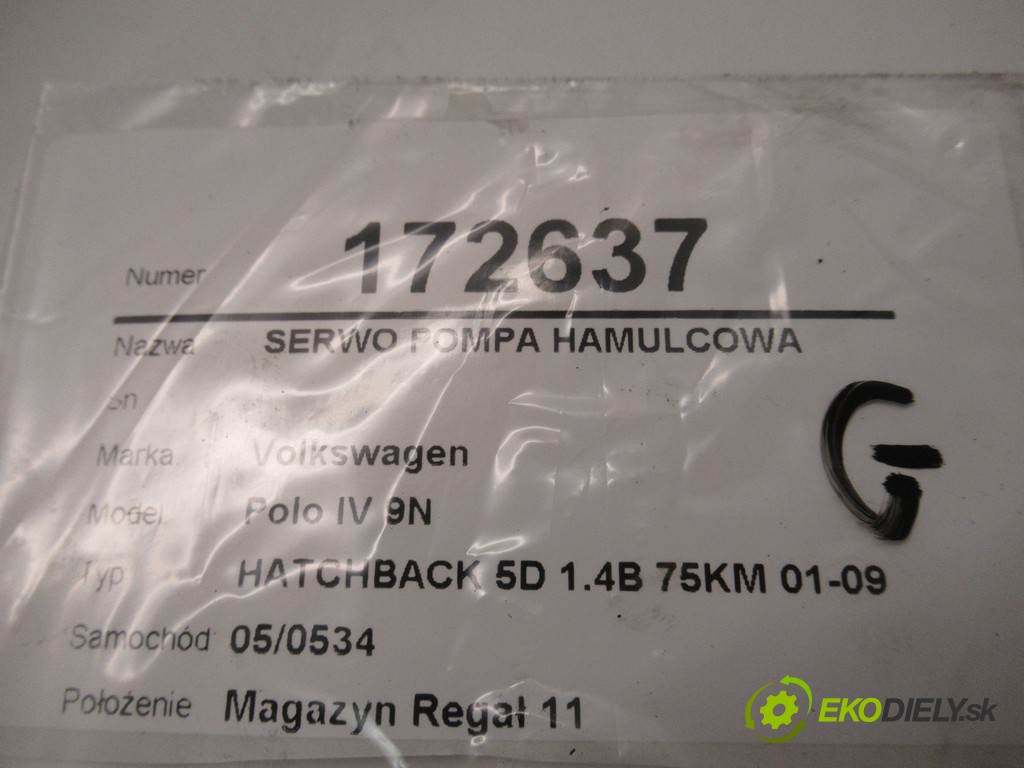 Numer 172637
Nazwa SERWO POMPA HAMULCOWA
Sn
Marka Volkswagen
Model Polo IV 9N
Typ HATCHBACK 5D 1.4B 75KM 01-09
Samochód 05/0534
Położenie Magazyn Regał 11
G
EKODIELY.sk